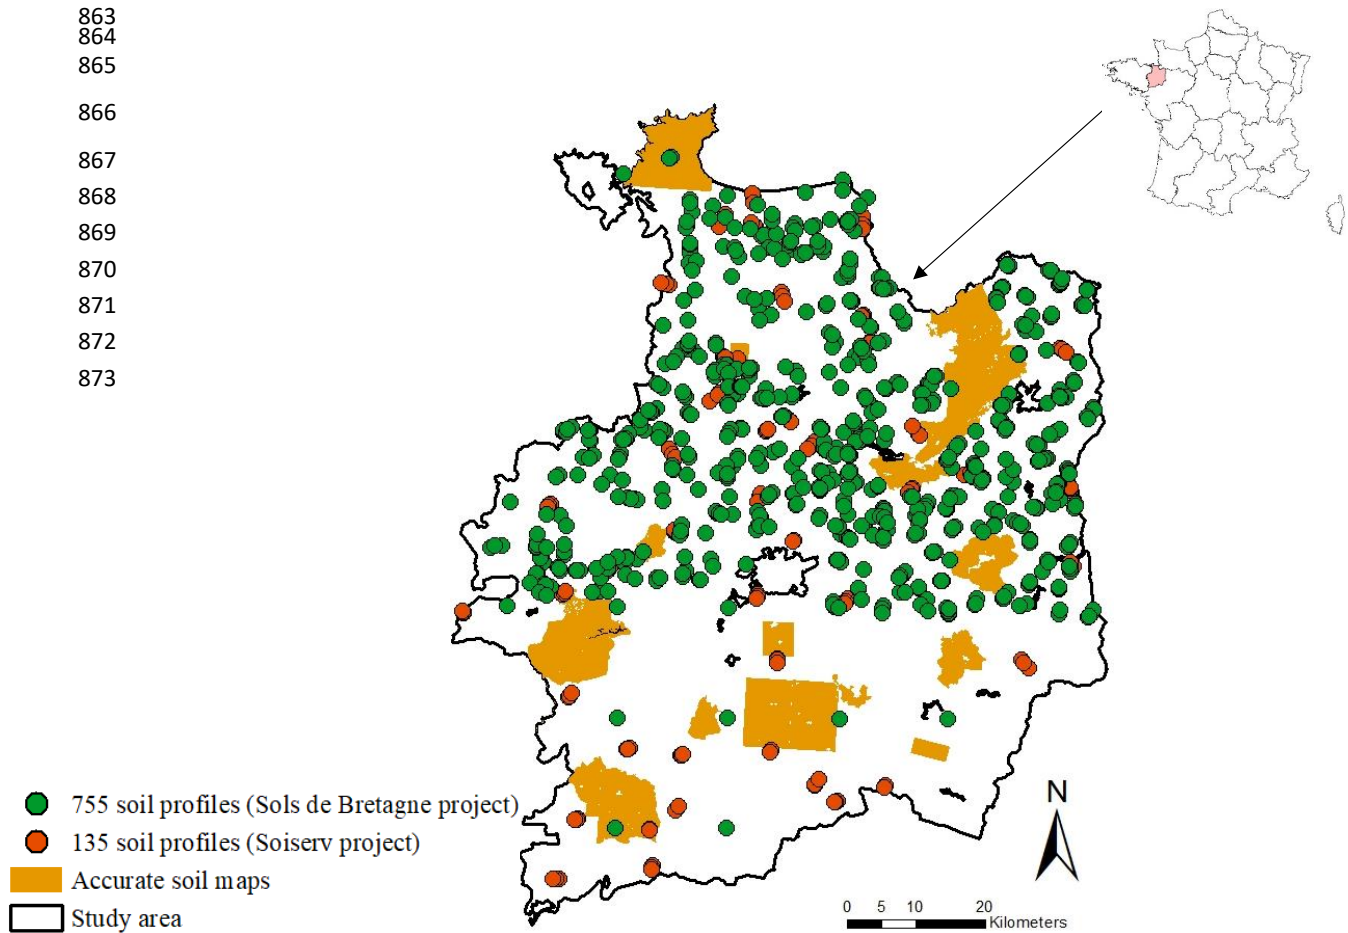 863
864
865
866
867
868
869
870
871
872
873
755 soil profiles (Sols de Bretagne project)
135 soil profiles (Soiserv project)
Accurate soil maps
Study area
N
0 5 10 20
Kilometers